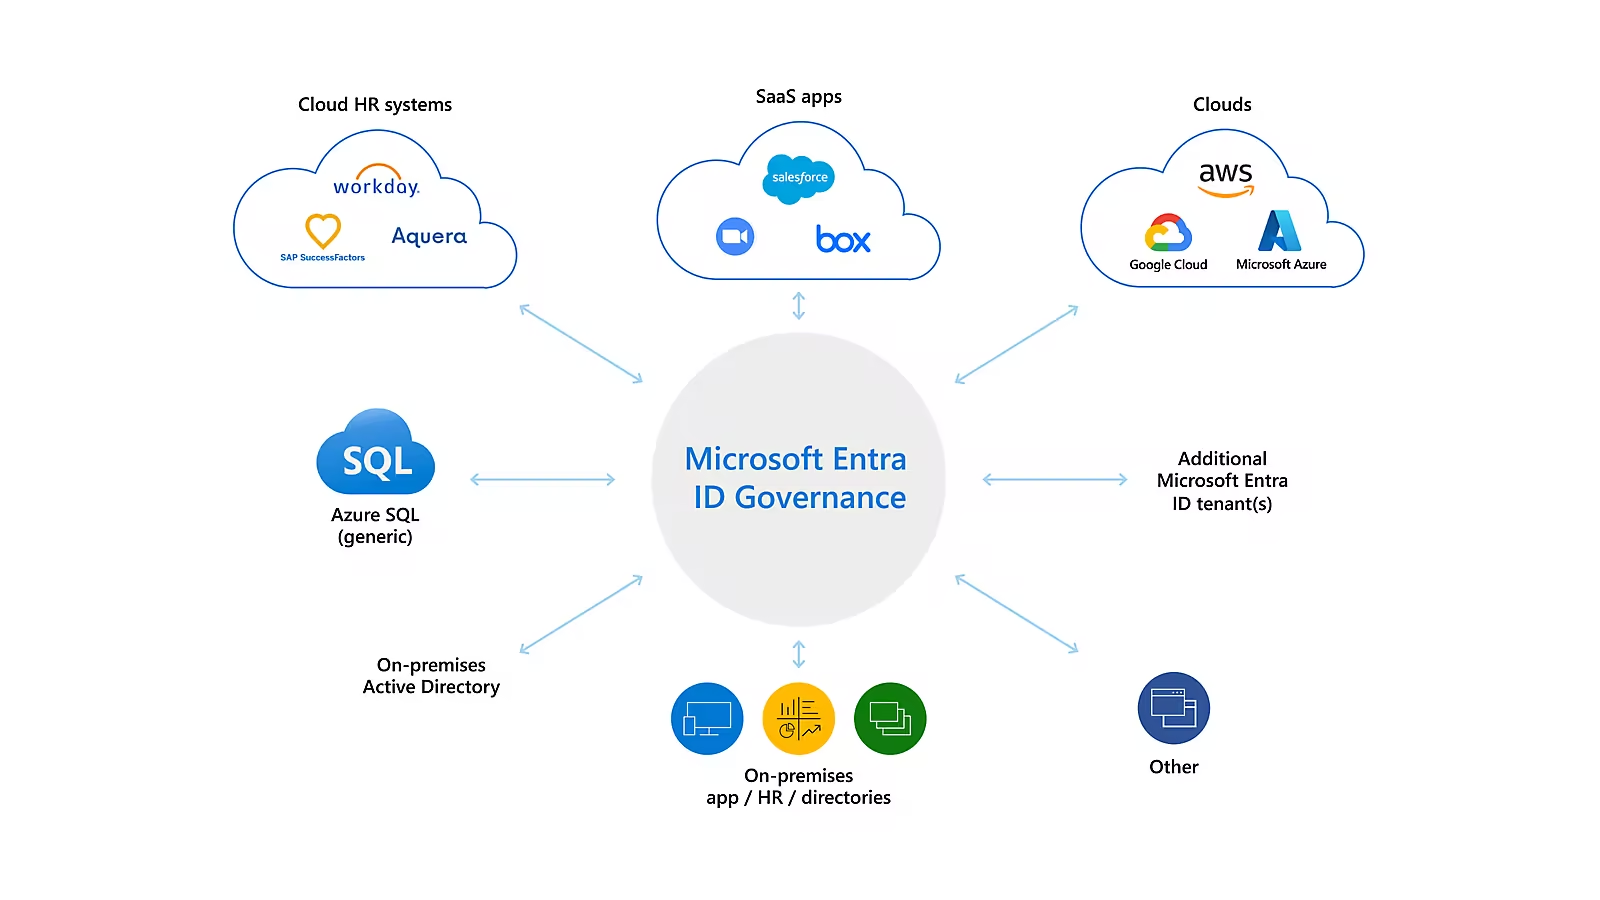 Cloud HR systems
SaaS apps
Clouds
workday.
SAP SuccessFactors
Aquera
salesforce
box
aws
Google Cloud
Microsoft Azure
Microsoft Entra
ID Governance
SQL
Azure SQL
(generic)
Additional
Microsoft Entra
ID tenant(s)
On-premises
Active Directory
On-premises
app / HR / directories
Other